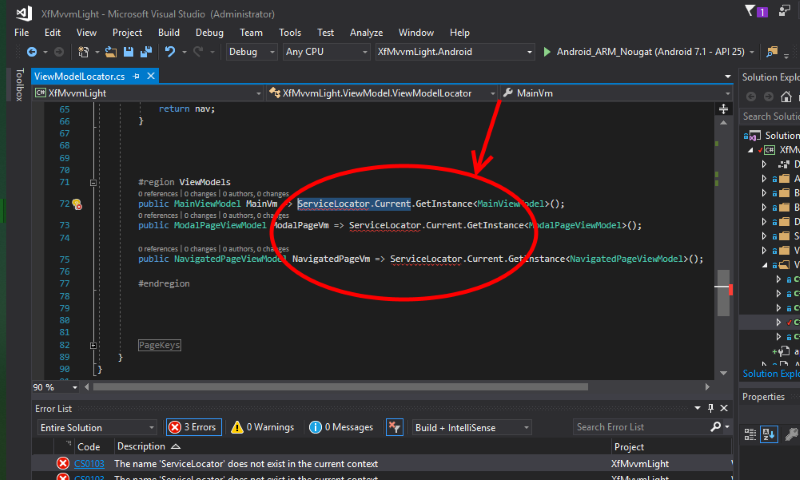 XfMvvmLight - Microsoft Visual Studio (Administrator)
1
File Edit View Project Build Debug Team Tools Test Analyze Window Help
Debug Any CPU XfMvvmLight.Android Android_ARM_Nougat (Android 7.1 - API 25)
Toolbox
ViewModelLocator.cs
XfMvvmLight XfMvvmLight.ViewModel.ViewModelLocator MainVm
65 return nav;
66 }
67
68
69
70
71 #region ViewModels
0 references | 0 changes | 0 authors, 0 changes
72 public MainViewModel MainVm => ServiceLocator.Current.GetInstance<MainViewModel>();
0 references | 0 changes | 0 authors, 0 changes
73 public ModalPageViewModel ModalPageVm => ServiceLocator.Current.GetInstance<ModalPageViewModel>();
74
0 references | 0 changes | 0 authors, 0 changes
75 public NavigatedPageViewModel NavigatedPageVm => ServiceLocator.Current.GetInstance<NavigatedPageViewModel>();
76
77 #endregion
78
79
80
81
82 PageKeys
89 }
90 }
90 %
Solution Explo
Search Solution
Solution
XfM
Solution Explo
Properties
Error List
Entire Solution 3 Errors 0 Warnings 0 Messages Build + IntelliSense Search Error List
Code Description Project
CS0103 The name 'ServiceLocator' does not exist in the current context XfMvvmLight
CS0103 The name 'ServiceLocator' does not exist in the current context XfMvvmLight